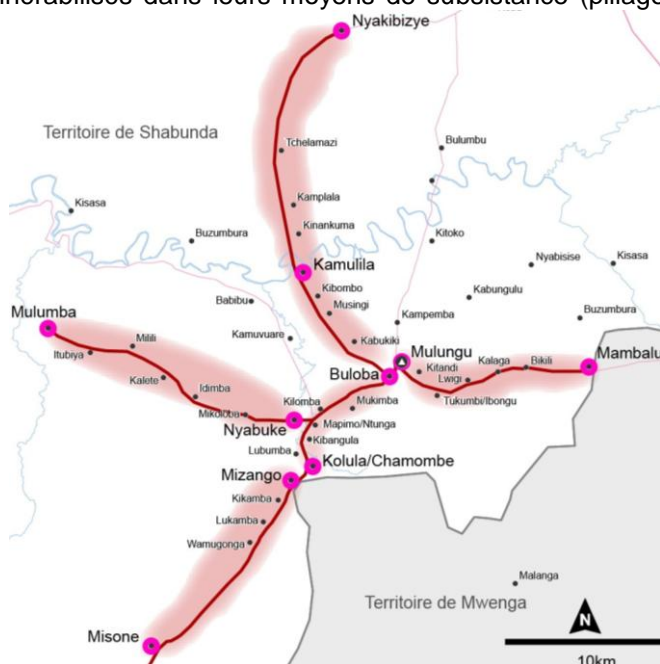 Nyakibizye
Territoire de Shabunda
Tchelamazi
Bulumbu
Kamplala
Kisasa
Kinankuma
Buzumbura
Kitoko
Nyabisise
Kisasa
Kamulila
Kibombo
Babibu
Musingi
Kabungulu
Mulumba
Kampemba
Buzumbura
Kamuvuare
Kabukiki
Mulungu
Mambalu
Itubiya
Milili
Buloba
Kitandi
Kalaga
Bikili
Kalete
Lwigi
Idimba
Kilomba
Mukimba
Tukumbi/Ibongu
Mikoloba
Nyabuke
Mapimo/Ntunga
Kibangula
Lubumba
Kolula/Chamombe
Mizango
Kikamba
Lukamba
Wamugonga
Malanga
Territoire de Mwenga
N
Misone
10km